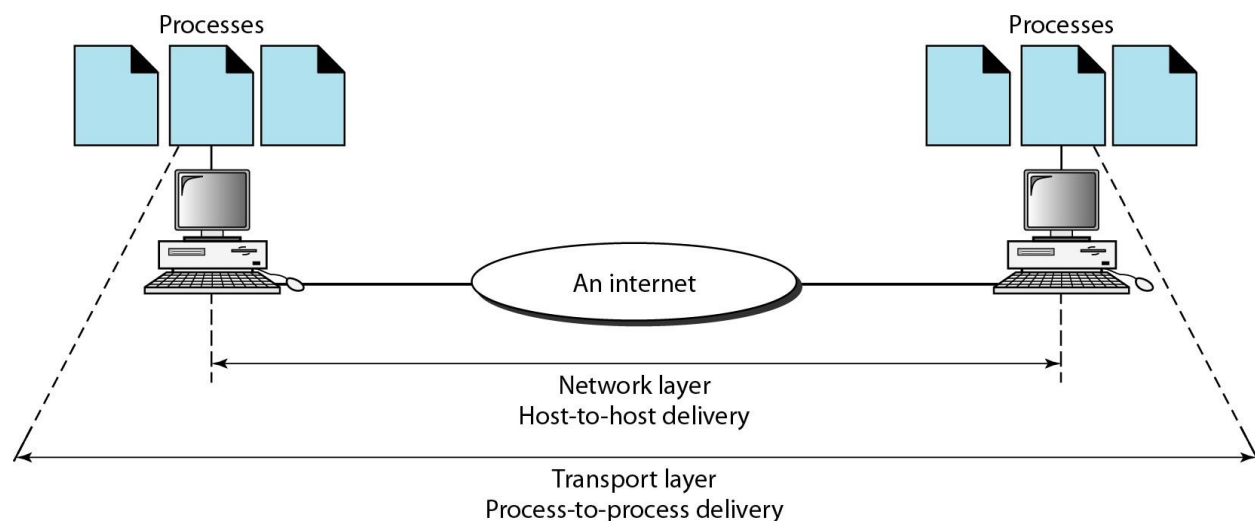 Processes
Processes
An internet
Network layer
Host-to-host delivery
Transport layer
Process-to-process delivery